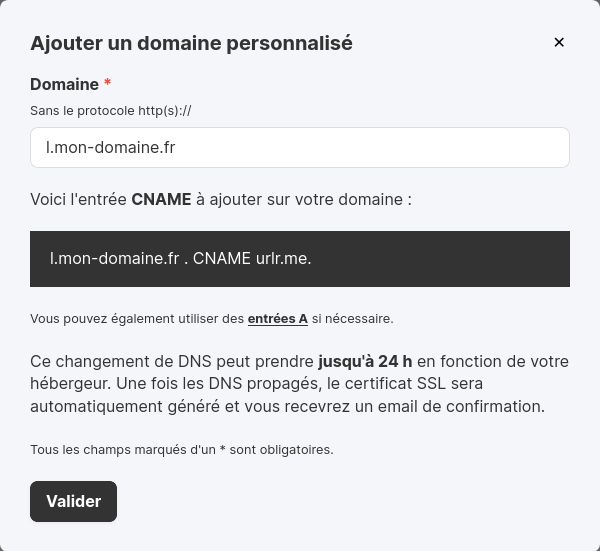 Ajouter un domaine personnalisé
Domaine *
Sans le protocole http(s)://
l.mon-domaine.fr
Voici l'entrée CNAME à ajouter sur votre domaine :
l.mon-domaine.fr . CNAME urlr.me.
Vous pouvez également utiliser des entrées A si nécessaire.
Ce changement de DNS peut prendre jusqu'à 24 h en fonction de votre
hébergeur. Une fois les DNS propagés, le certificat SSL sera
automatiquement généré et vous recevrez un email de confirmation.
Tous les champs marqués d'un * sont obligatoires.
Valider